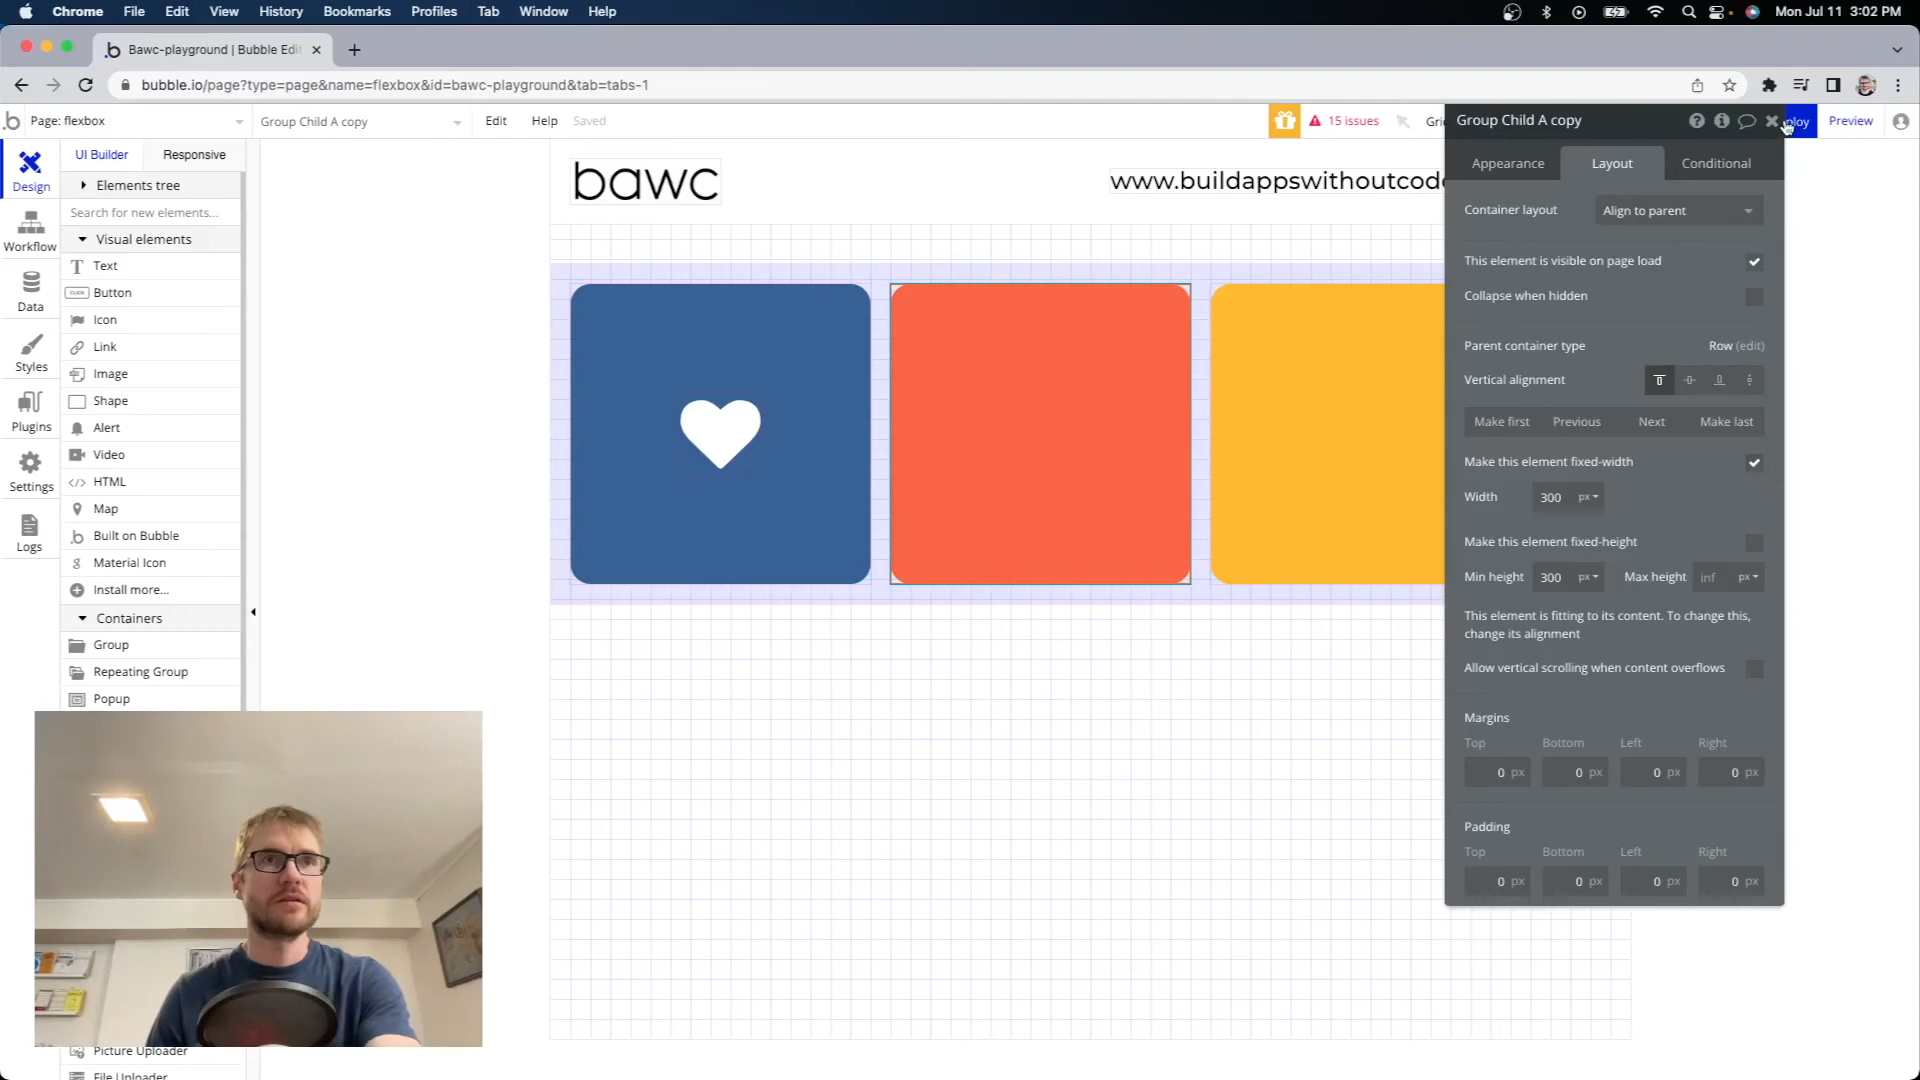 Chrome File Edit View History Bookmarks Profiles Tab Window Help Mon Jul 11 3:02 PM
Bawc-playground | Bubble Edit
bubble.io/page?type=page&name=flexbox&id=bawc-playground&tab=tabs-1
Page: flexbox Group Child A copy Edit Help Saved 15 issues Gri ploy Preview
Group Child A copy
UI Builder Responsive
Design
Elements tree
Search for new elements...
Visual elements
Workflow
Text
Button
CLICK
Icon
Data
Link
Image
Styles
Shape
Plugins
Alert
Video
Settings
HTML
Map
Logs
Built on Bubble
Material Icon
Install more...
Containers
Group
Repeating Group
Popup
Picture Uploader
File Uploader
bawc
www.buildappswithoutcod
Appearance Layout Conditional
Container layout Align to parent
This element is visible on page load
Collapse when hidden
Parent container type Row (edit)
Vertical alignment
Make first Previous Next Make last
Make this element fixed-width
Width 300 px
Make this element fixed-height
Min height 300 px Max height inf px
This element is fitting to its content. To change this,
change its alignment
Allow vertical scrolling when content overflows
Margins
Top Bottom Left Right
0 px 0 px 0 px 0 px
Padding
Top Bottom Left Right
0 px 0 px 0 px 0 px